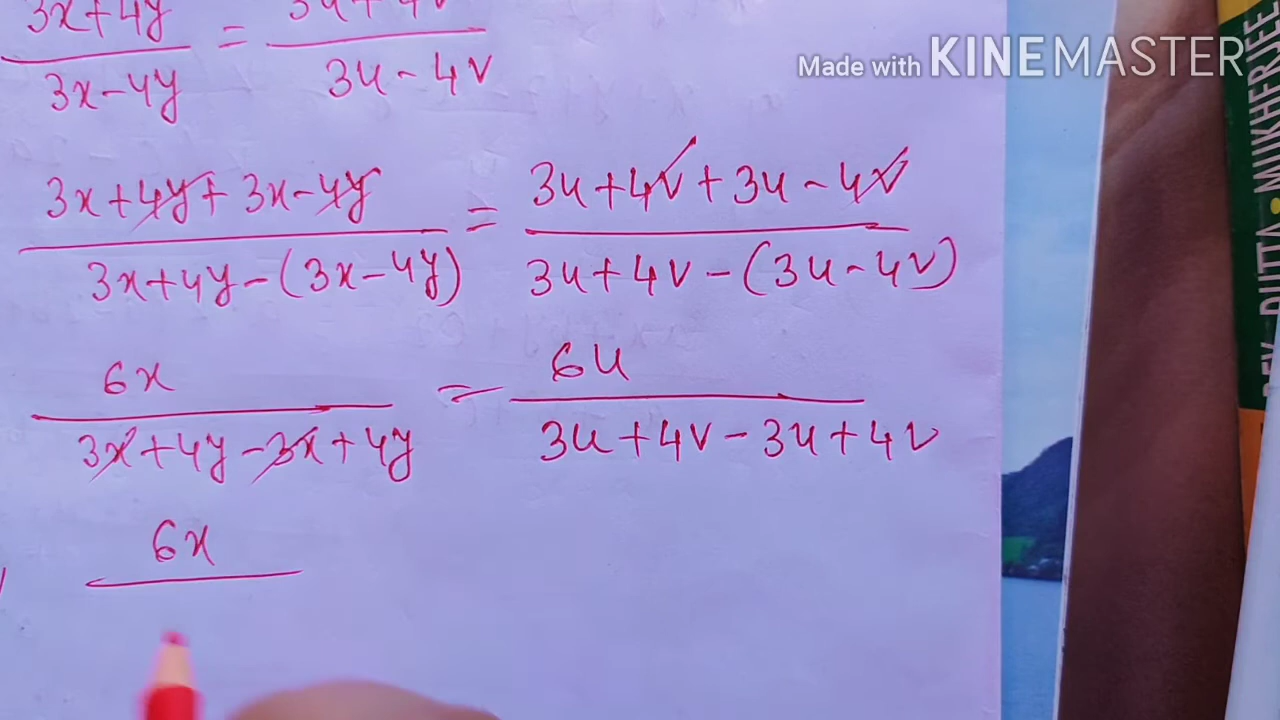 3x+4y = 3u+4v
3x-4y 3u-4v
Made with KINEMASTER
3x+4y+3x-4y = 3u+4v+3u-4v
3x+4y-(3x-4y) 3u+4v-(3u-4v)
6x = 6u
3x+4y-3x+4y 3u+4v-3u+4v
6x
DUTTA • MUKHERJEE